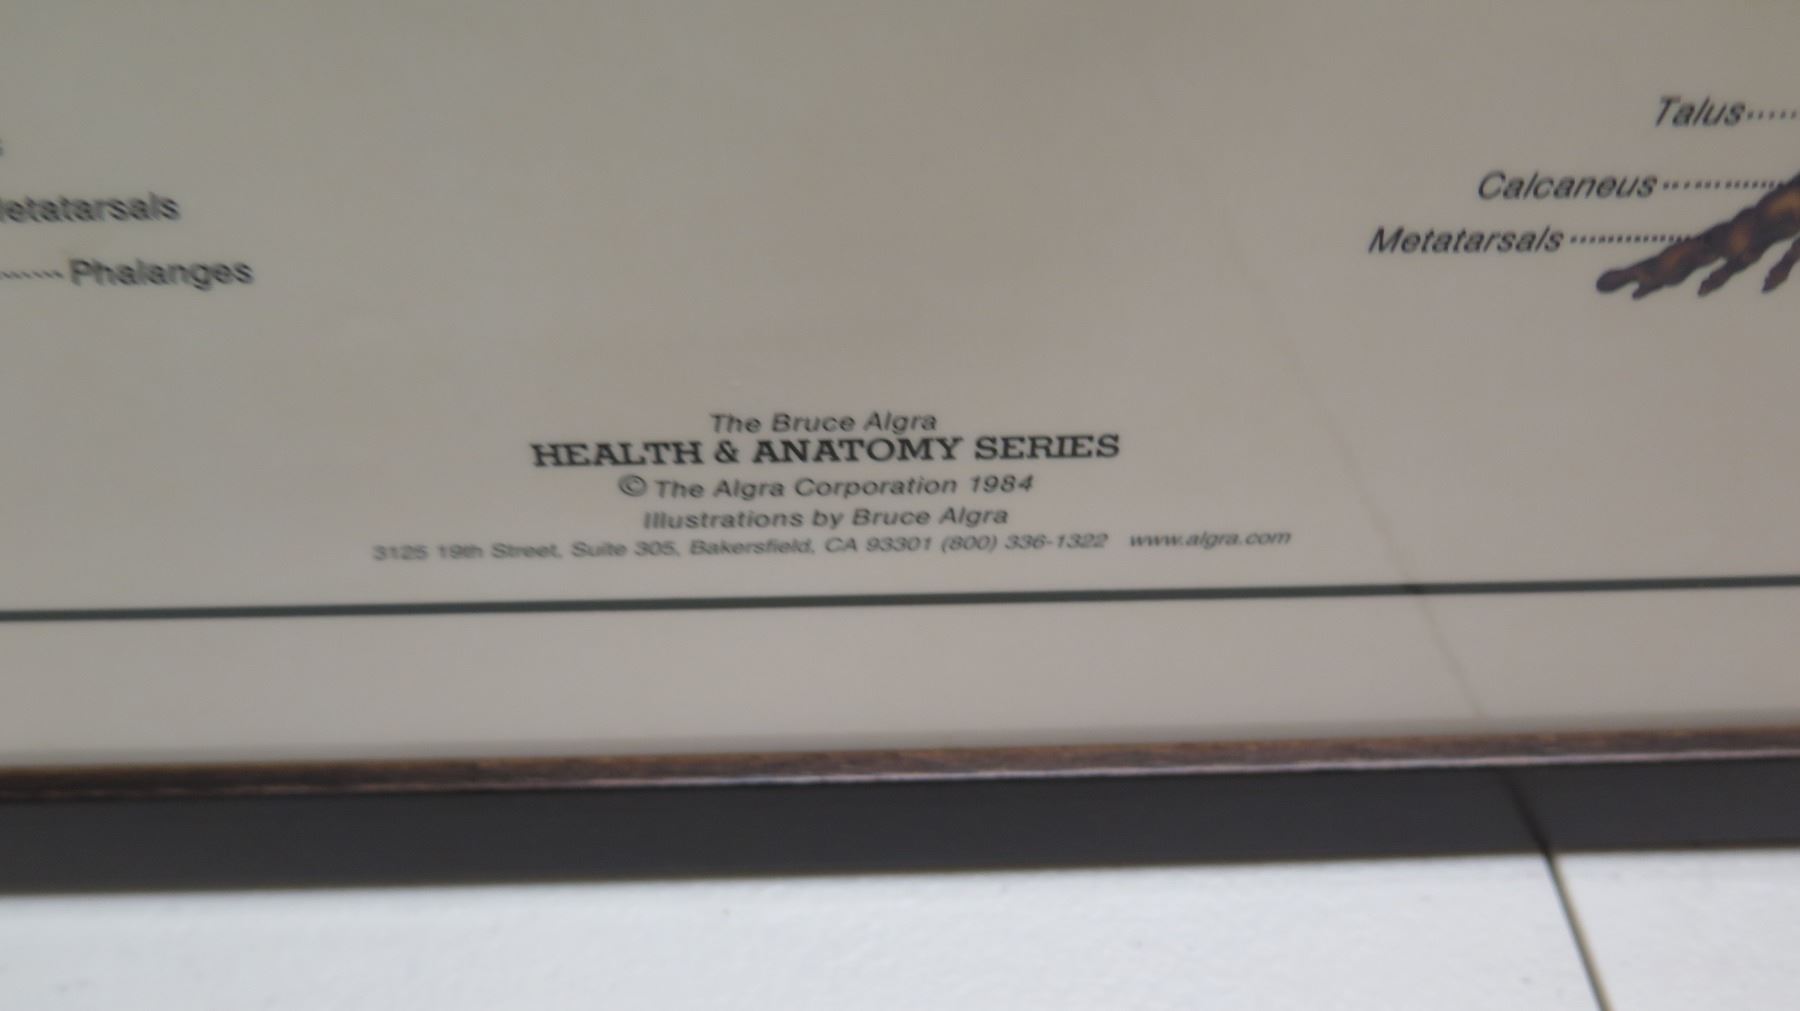 Talus
Calcaneus
Metatarsals
etatarsals
Phalanges
The Bruce Algra
HEALTH & ANATOMY SERIES
© The Algra Corporation 1984
Illustrations by Bruce Algra
3125 19th Street, Suite 305, Bakersfield, CA 93301 (800) 336-1322 www.algra.com